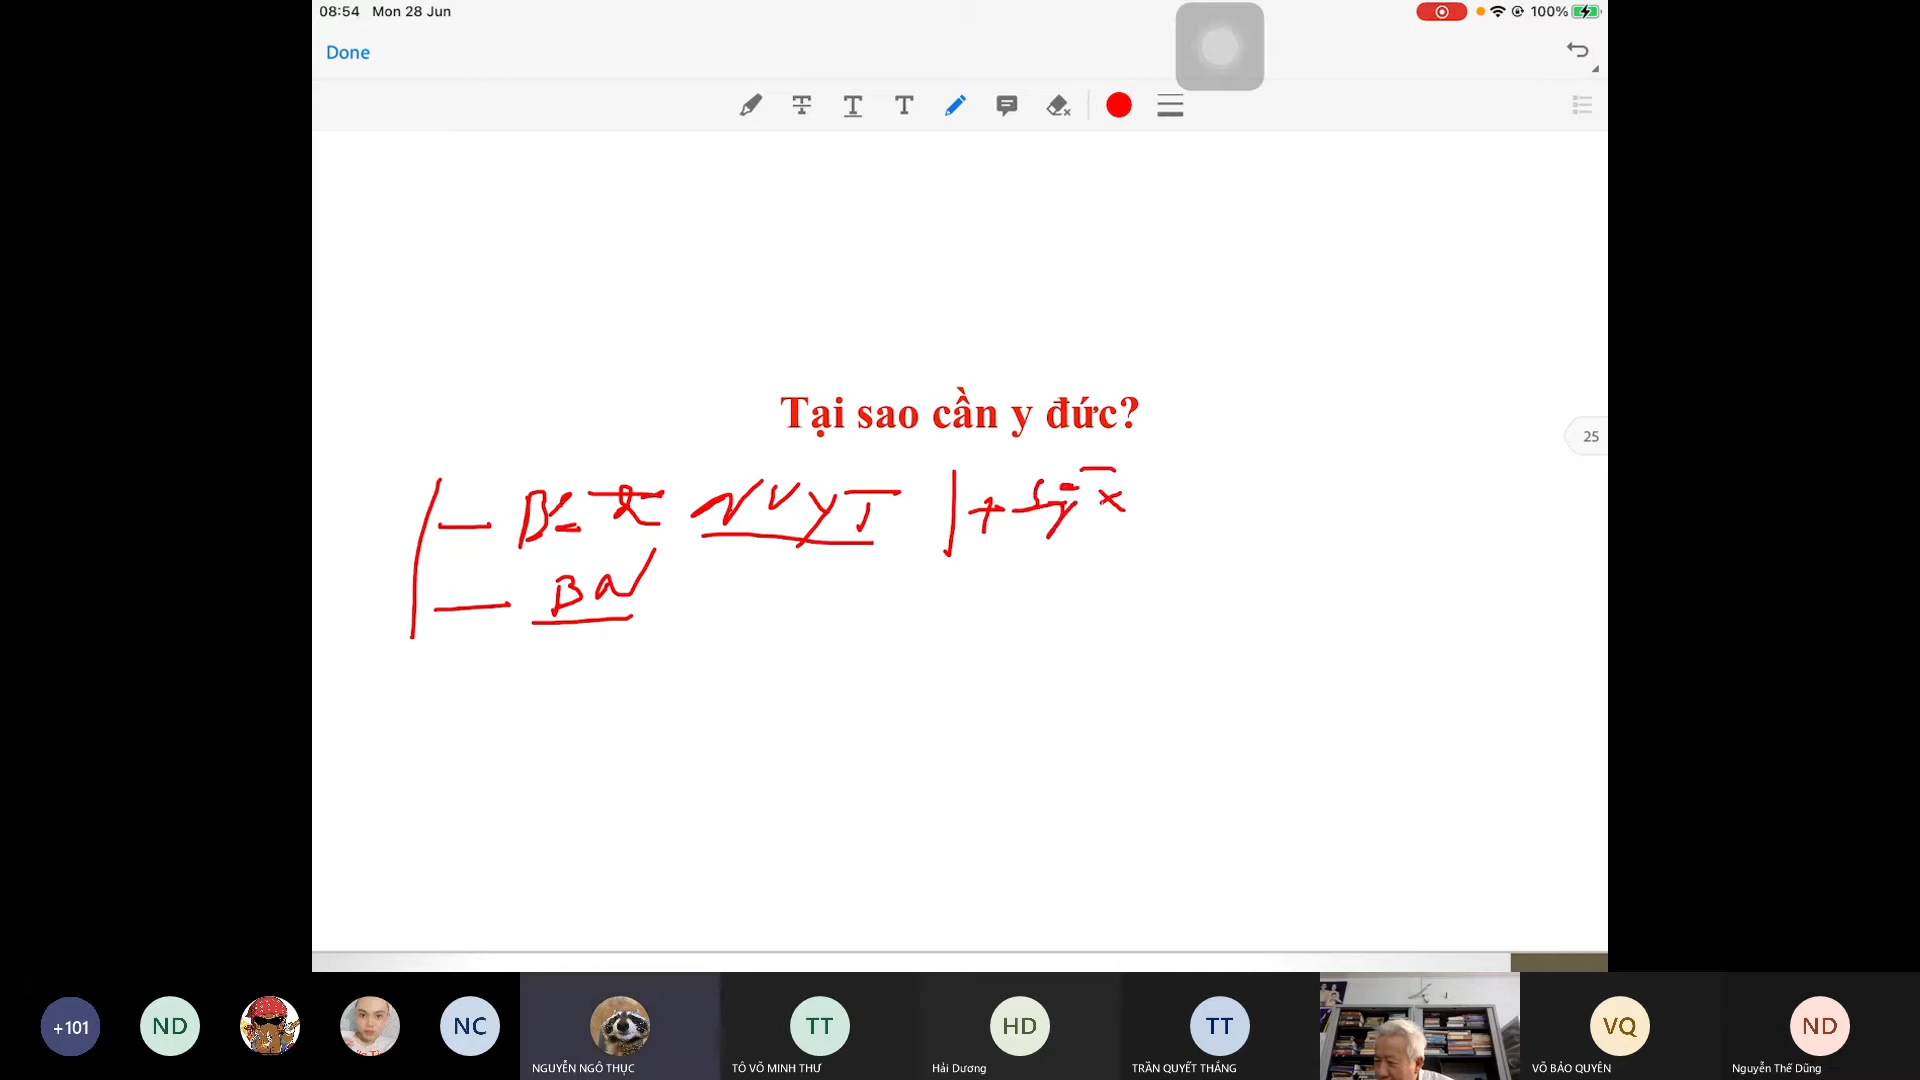 08:54 Mon 28 Jun
100%
Done
T T T
Tại sao cần y đức?
25
NVYT
BN
+101
ND
NC
TT
HD
TT
VQ
ND
NGUYỄN NGÔ THỤC
TÔ VÕ MINH THƯ
Hải Dương
TRẦN QUYẾT THẮNG
VÕ BẢO QUYÊN
Nguyễn Thế Dũng